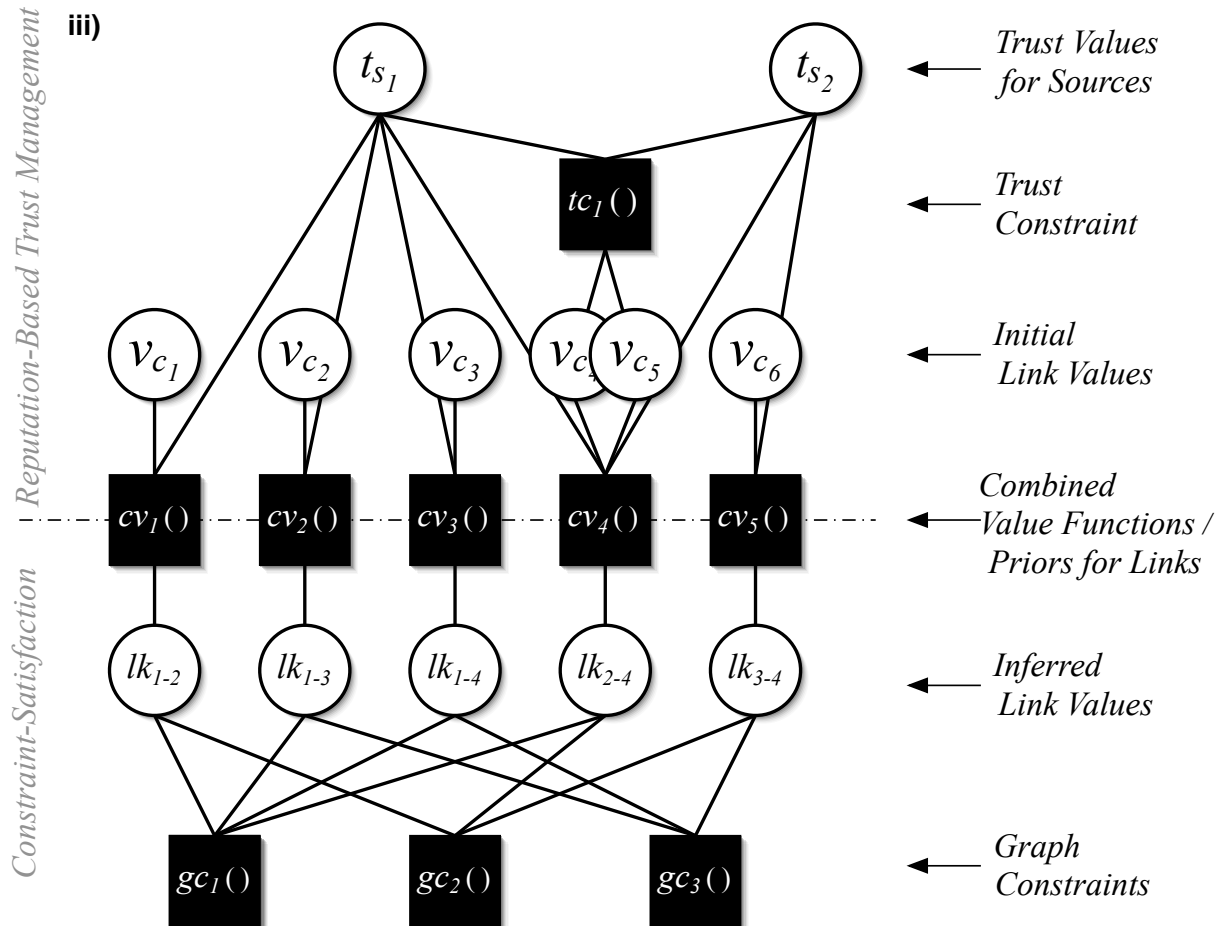 iii)
Reputation-Based Trust Management
Constraint-Satisfaction
ts1
ts2
Trust Values
for Sources
tc1()
Trust
Constraint
vc1
vc2
vc3
vc4
vc5
vc6
Initial
Link Values
cv1()
cv2()
cv3()
cv4()
cv5()
Combined
Value Functions /
Priors for Links
lk1-2
lk1-3
lk1-4
lk2-4
lk3-4
Inferred
Link Values
gc1()
gc2()
gc3()
Graph
Constraints